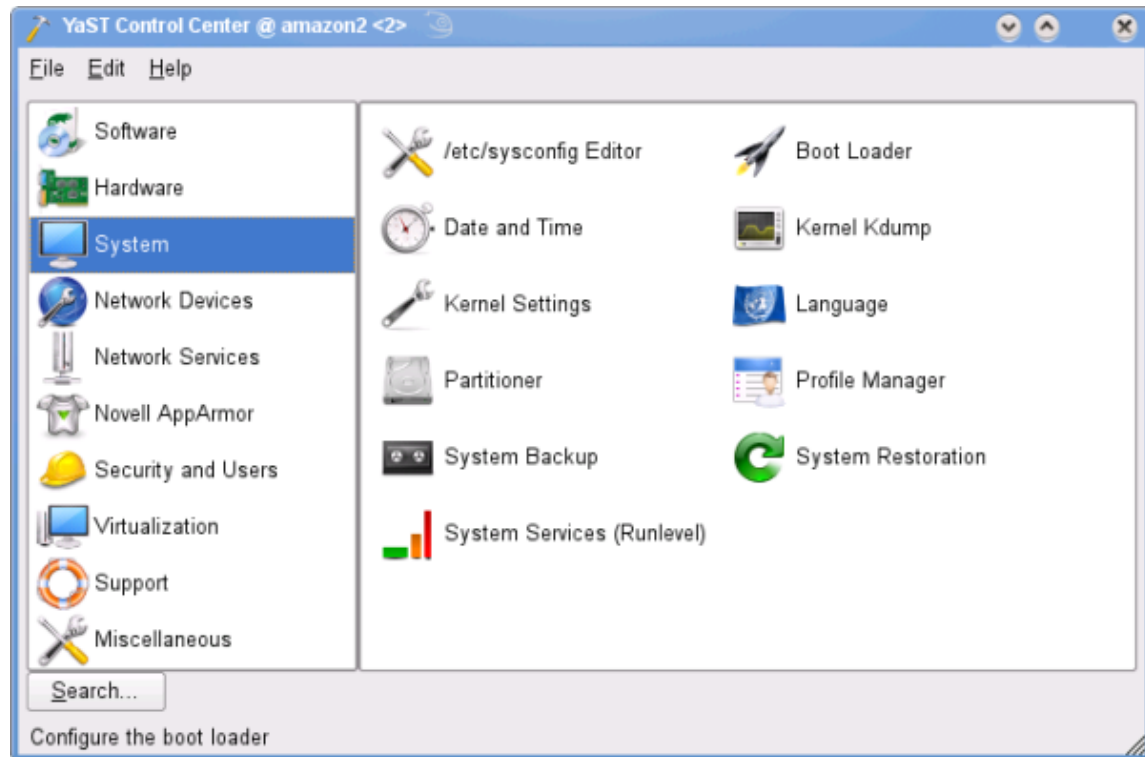 YaST Control Center @ amazon2 <2>
File Edit Help
Software
Hardware
System
Network Devices
Network Services
Novell AppArmor
Security and Users
Virtualization
Support
Miscellaneous
/etc/sysconfig Editor
Boot Loader
Date and Time
Kernel Kdump
Kernel Settings
Language
Partitioner
Profile Manager
System Backup
System Restoration
System Services (Runlevel)
Search...
Configure the boot loader